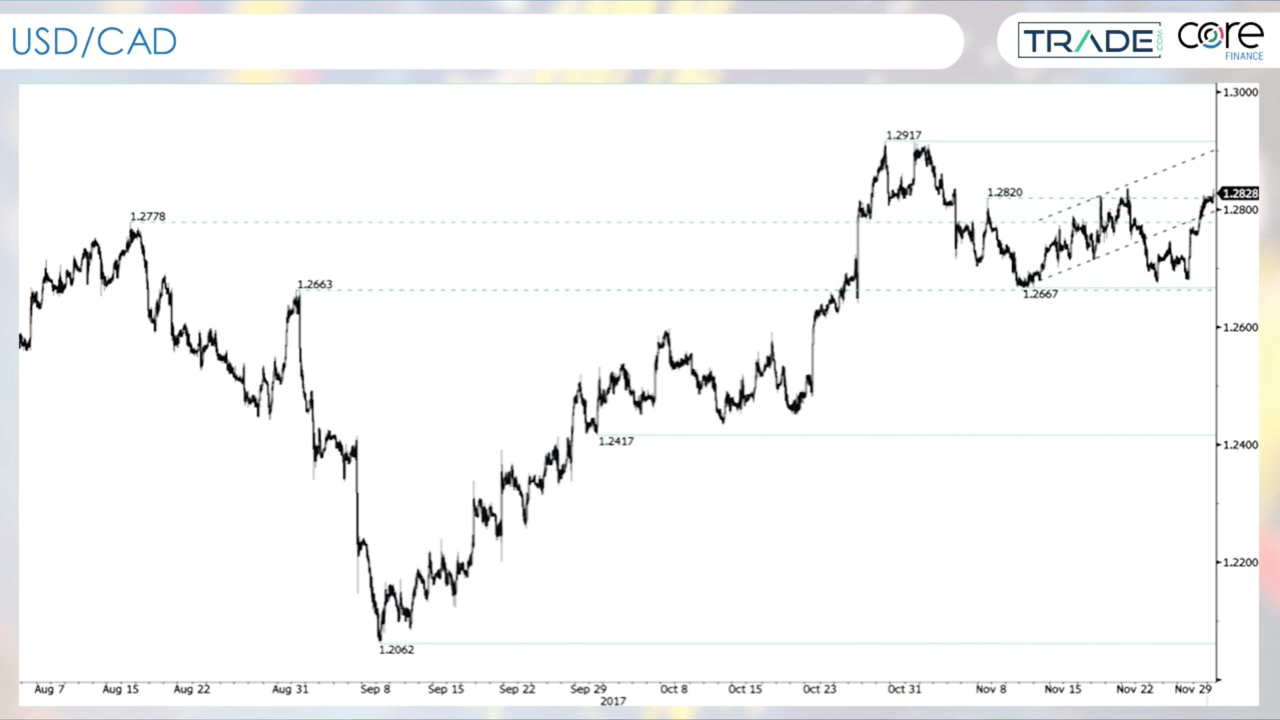 USD/CAD
TRADE
.COM
core
FINANCE
1.3000
1.2917
1.2828
1.2820
1.2800
1.2778
1.2663
1.2667
1.2600
1.2417
1.2400
1.2200
1.2062
Aug 7
Aug 15
Aug 22
Aug 31
Sep 8
Sep 15
Sep 22
Sep 29
Oct 8
Oct 15
Oct 23
Oct 31
Nov 8
Nov 15
Nov 22
Nov 29
2017